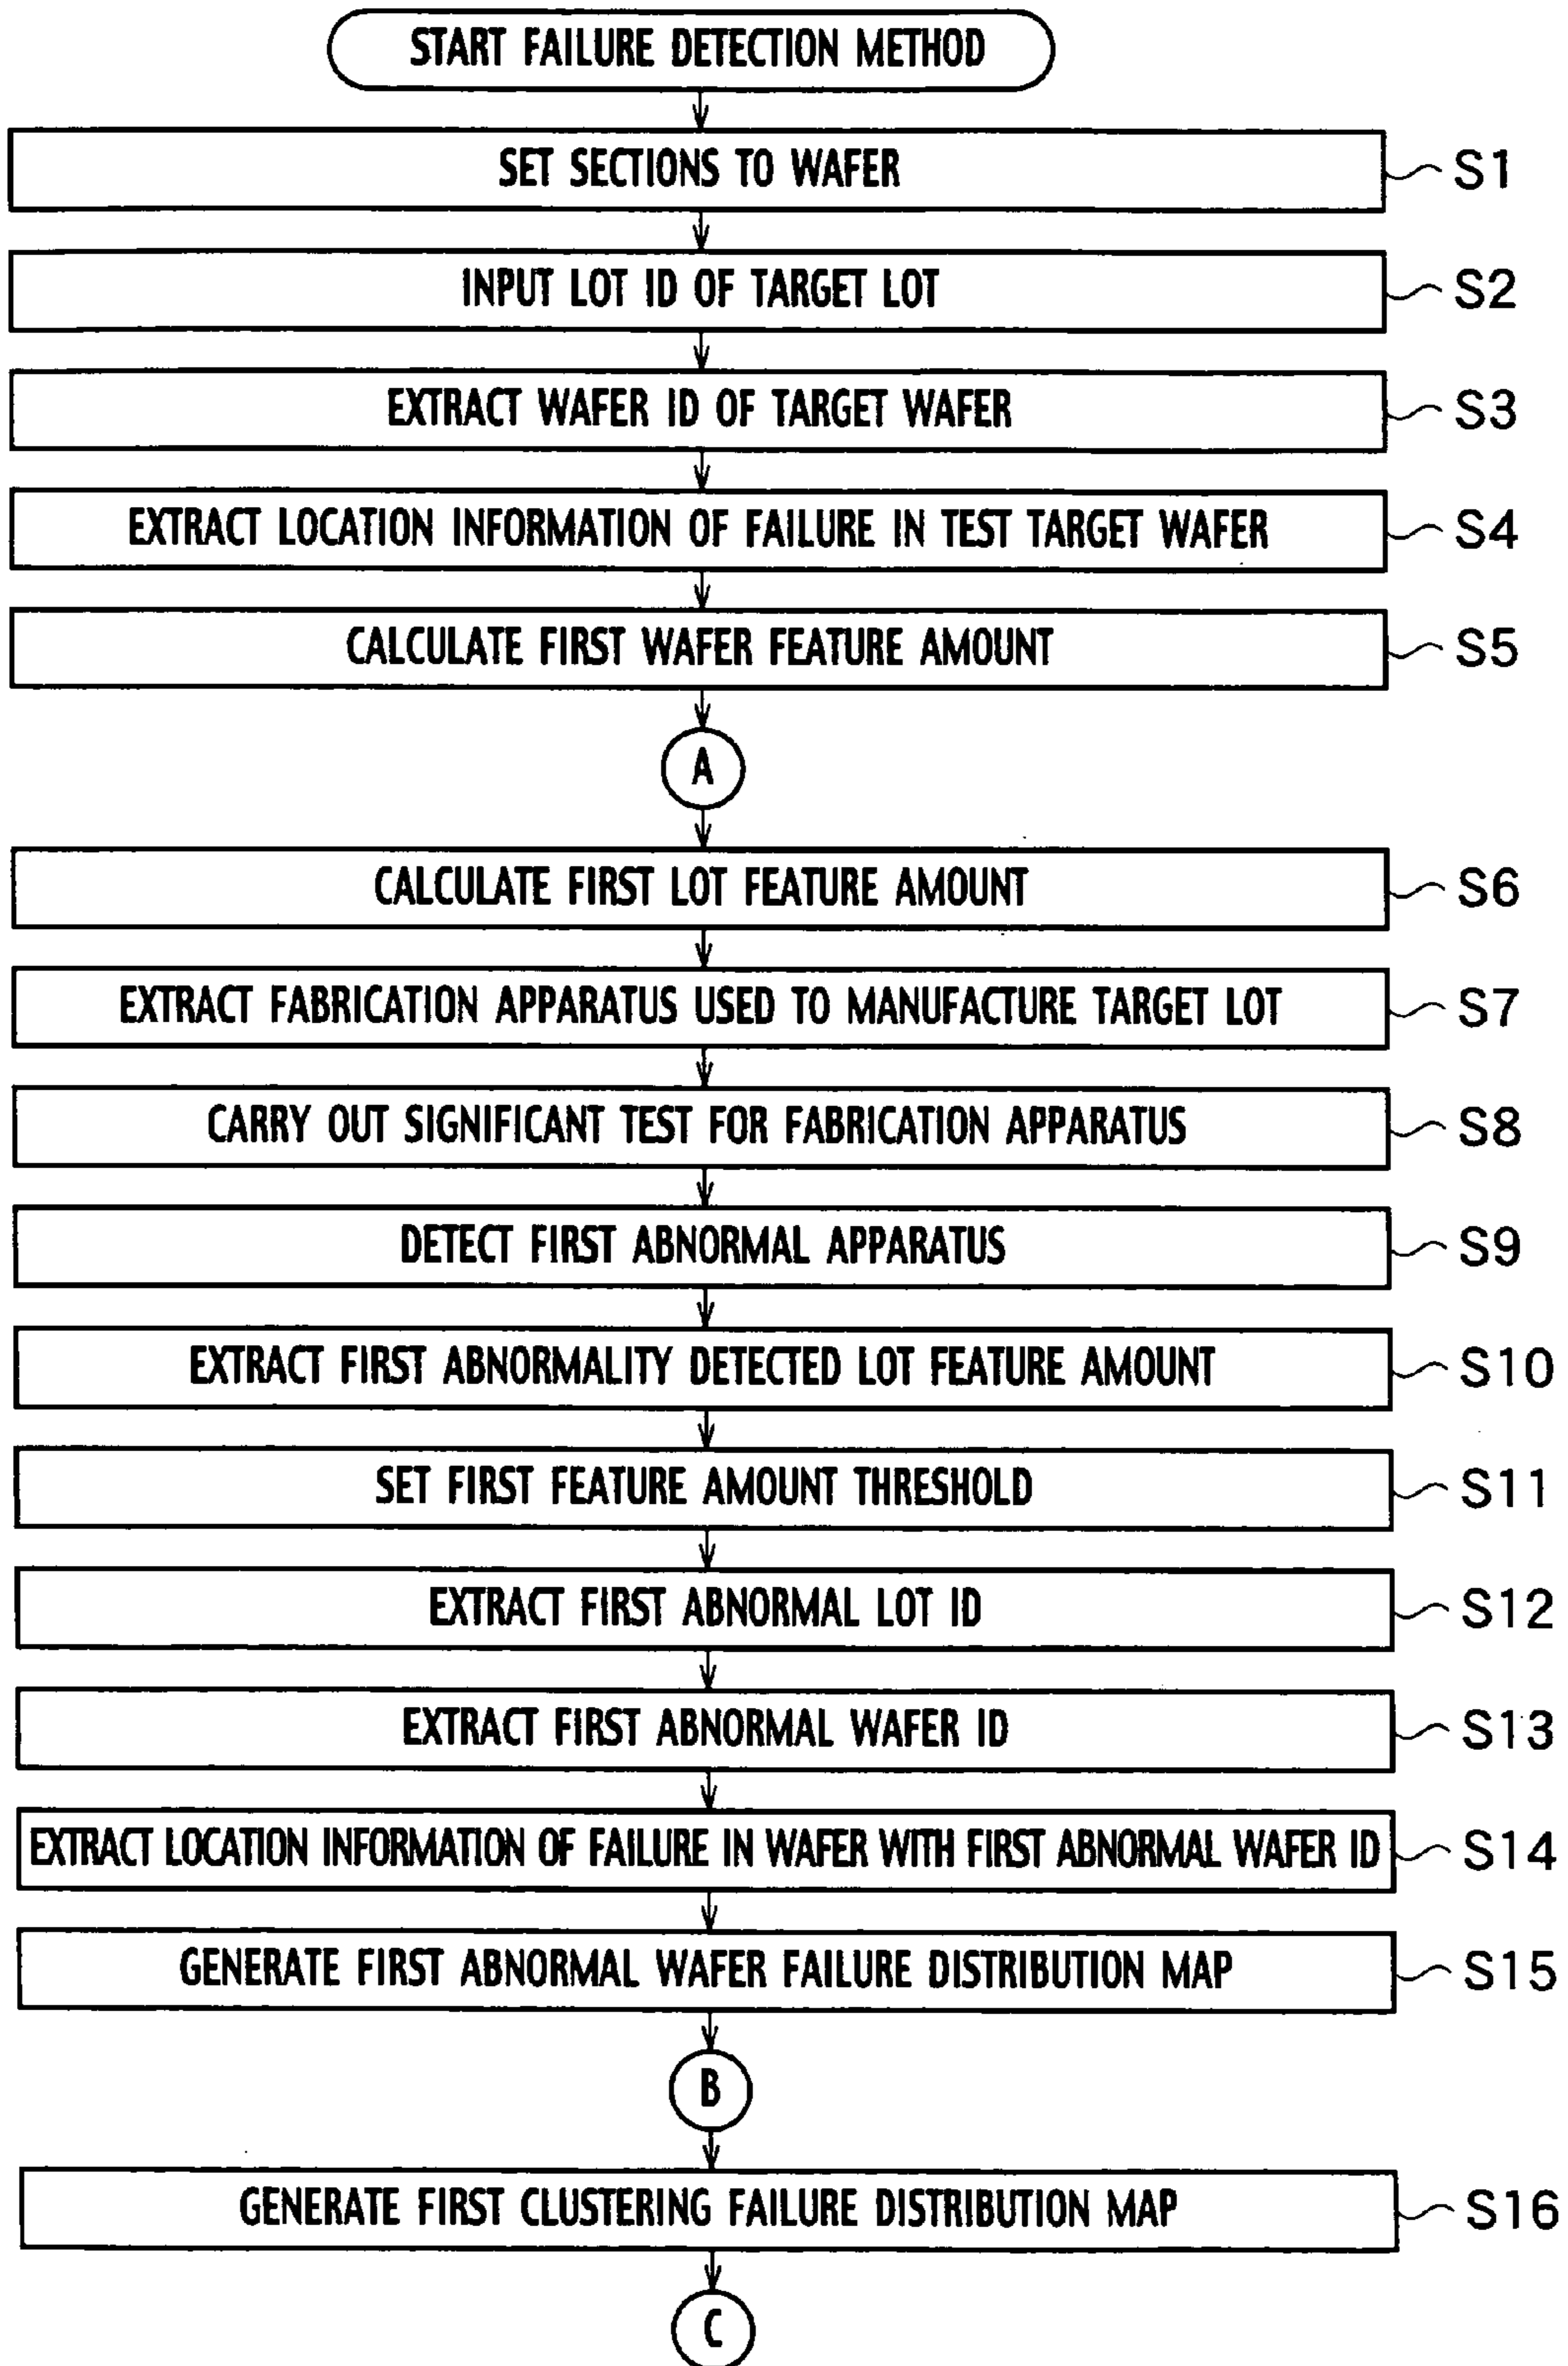 START FAILURE DETECTION METHOD
SET SECTIONS TO WAFER
S1
INPUT LOT ID OF TARGET LOT
S2
EXTRACT WAFER ID OF TARGET WAFER
S3
EXTRACT LOCATION INFORMATION OF FAILURE IN TEST TARGET WAFER
S4
CALCULATE FIRST WAFER FEATURE AMOUNT
S5
A
CALCULATE FIRST LOT FEATURE AMOUNT
S6
EXTRACT FABRICATION APPARATUS USED TO MANUFACTURE TARGET LOT
S7
CARRY OUT SIGNIFICANT TEST FOR FABRICATION APPARATUS
S8
DETECT FIRST ABNORMAL APPARATUS
S9
EXTRACT FIRST ABNORMALITY DETECTED LOT FEATURE AMOUNT
S10
SET FIRST FEATURE AMOUNT THRESHOLD
S11
EXTRACT FIRST ABNORMAL LOT ID
S12
EXTRACT FIRST ABNORMAL WAFER ID
S13
EXTRACT LOCATION INFORMATION OF FAILURE IN WAFER WITH FIRST ABNORMAL WAFER ID
S14
GENERATE FIRST ABNORMAL WAFER FAILURE DISTRIBUTION MAP
S15
B
GENERATE FIRST CLUSTERING FAILURE DISTRIBUTION MAP
S16
C